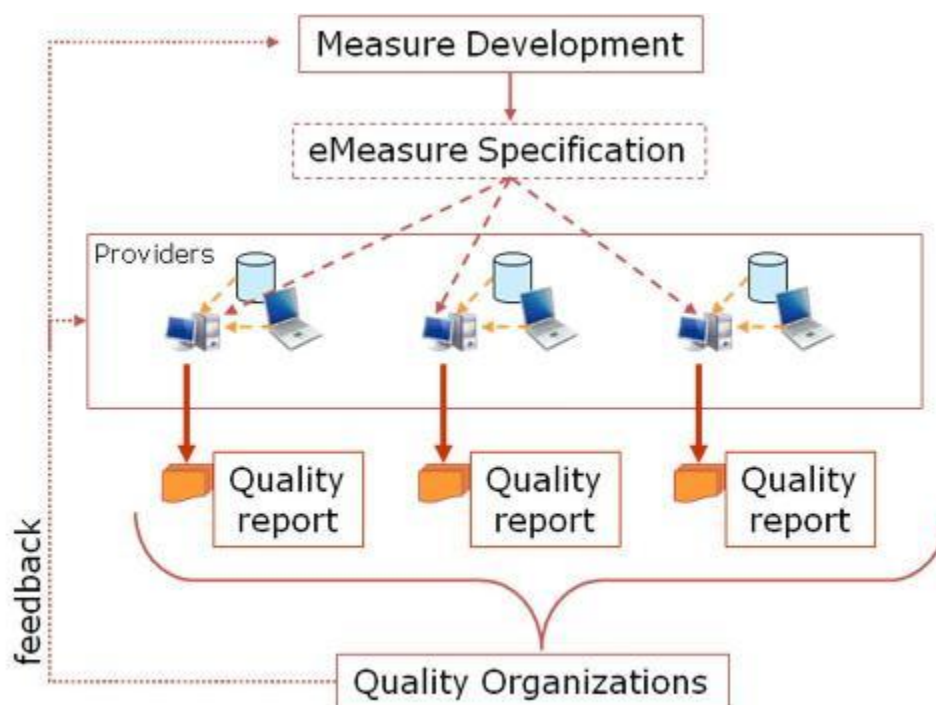 Measure Development
eMeasure Specification
Providers
Quality
report
Quality
report
Quality
report
feedback
Quality Organizations